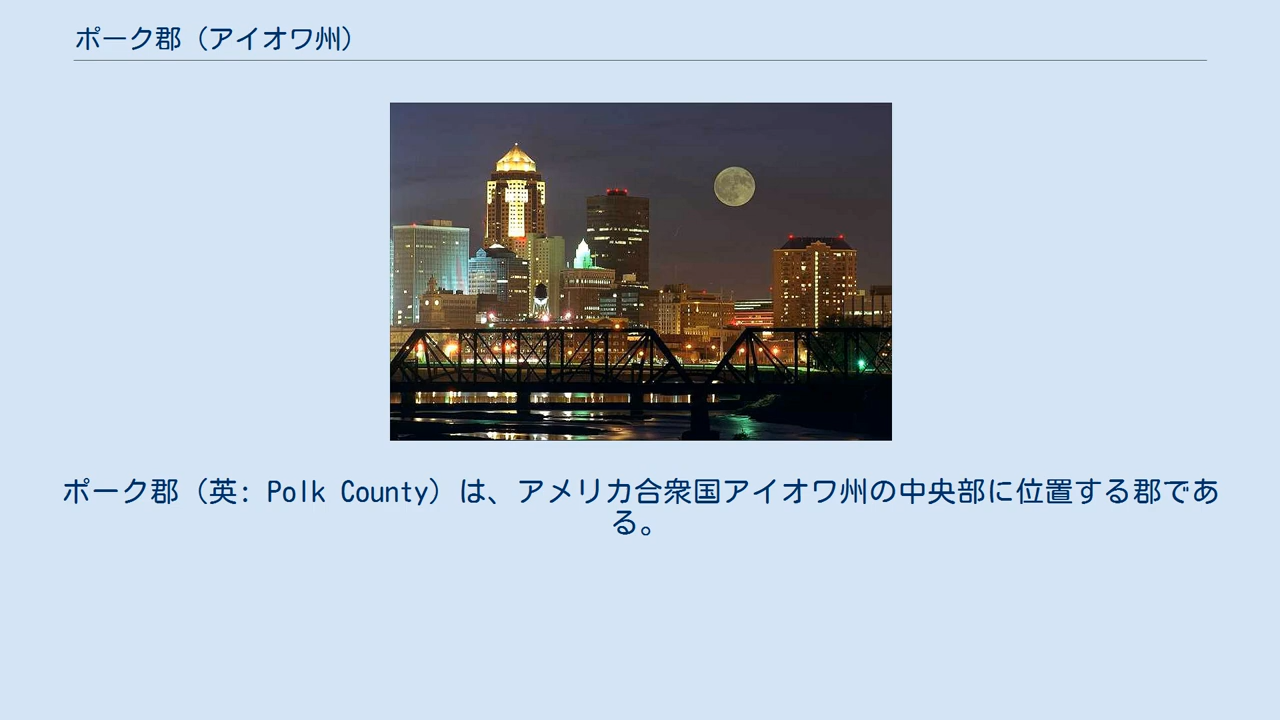 ポーク郡（アイオワ州）
ポーク郡（英: Polk County）は、アメリカ合衆国アイオワ州の中央部に位置する郡であ
る。